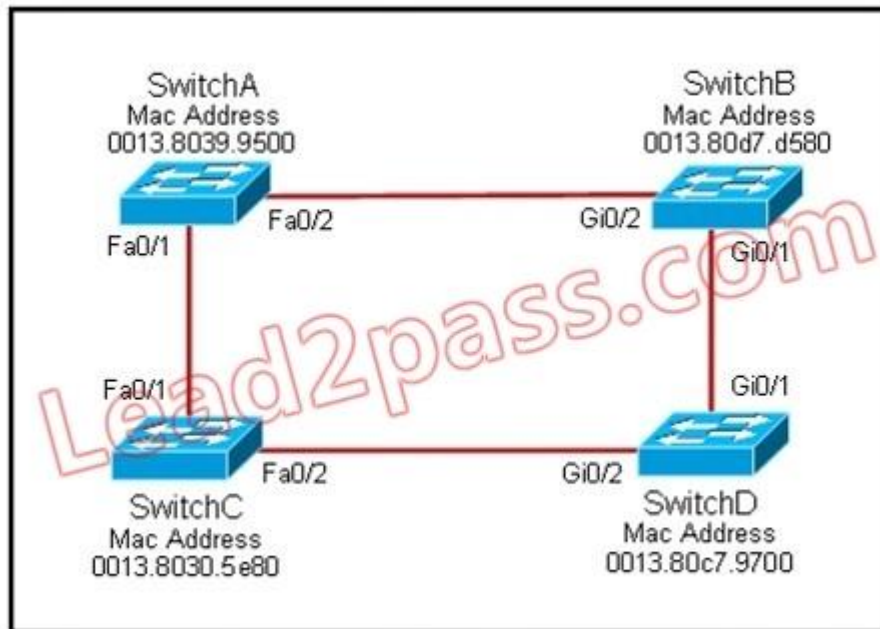 SwitchA
Mac Address
0013.8039.9500
SwitchB
Mac Address
0013.80d7.d580
Fa0/1
Fa0/2
Gi0/2
Gi0/1
Lead2pass.com
Fa0/1
Fa0/2
Gi0/2
Gi0/1
SwitchC
Mac Address
0013.8030.5e80
SwitchD
Mac Address
0013.80c7.9700